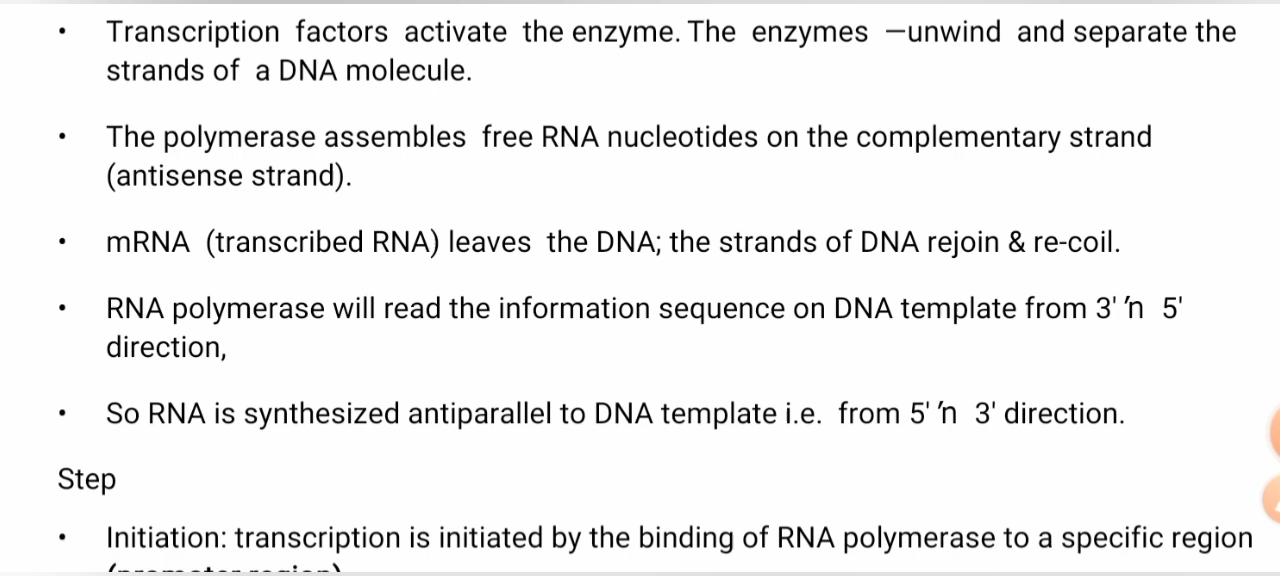 • Transcription factors activate the enzyme. The enzymes —unwind and separate the
strands of a DNA molecule.
• The polymerase assembles free RNA nucleotides on the complementary strand
(antisense strand).
• mRNA (transcribed RNA) leaves the DNA; the strands of DNA rejoin & re-coil.
• RNA polymerase will read the information sequence on DNA template from 3' ′n 5'
direction,
• So RNA is synthesized antiparallel to DNA template i.e. from 5' ′n 3' direction.
Step
• Initiation: transcription is initiated by the binding of RNA polymerase to a specific region
(promoter region)